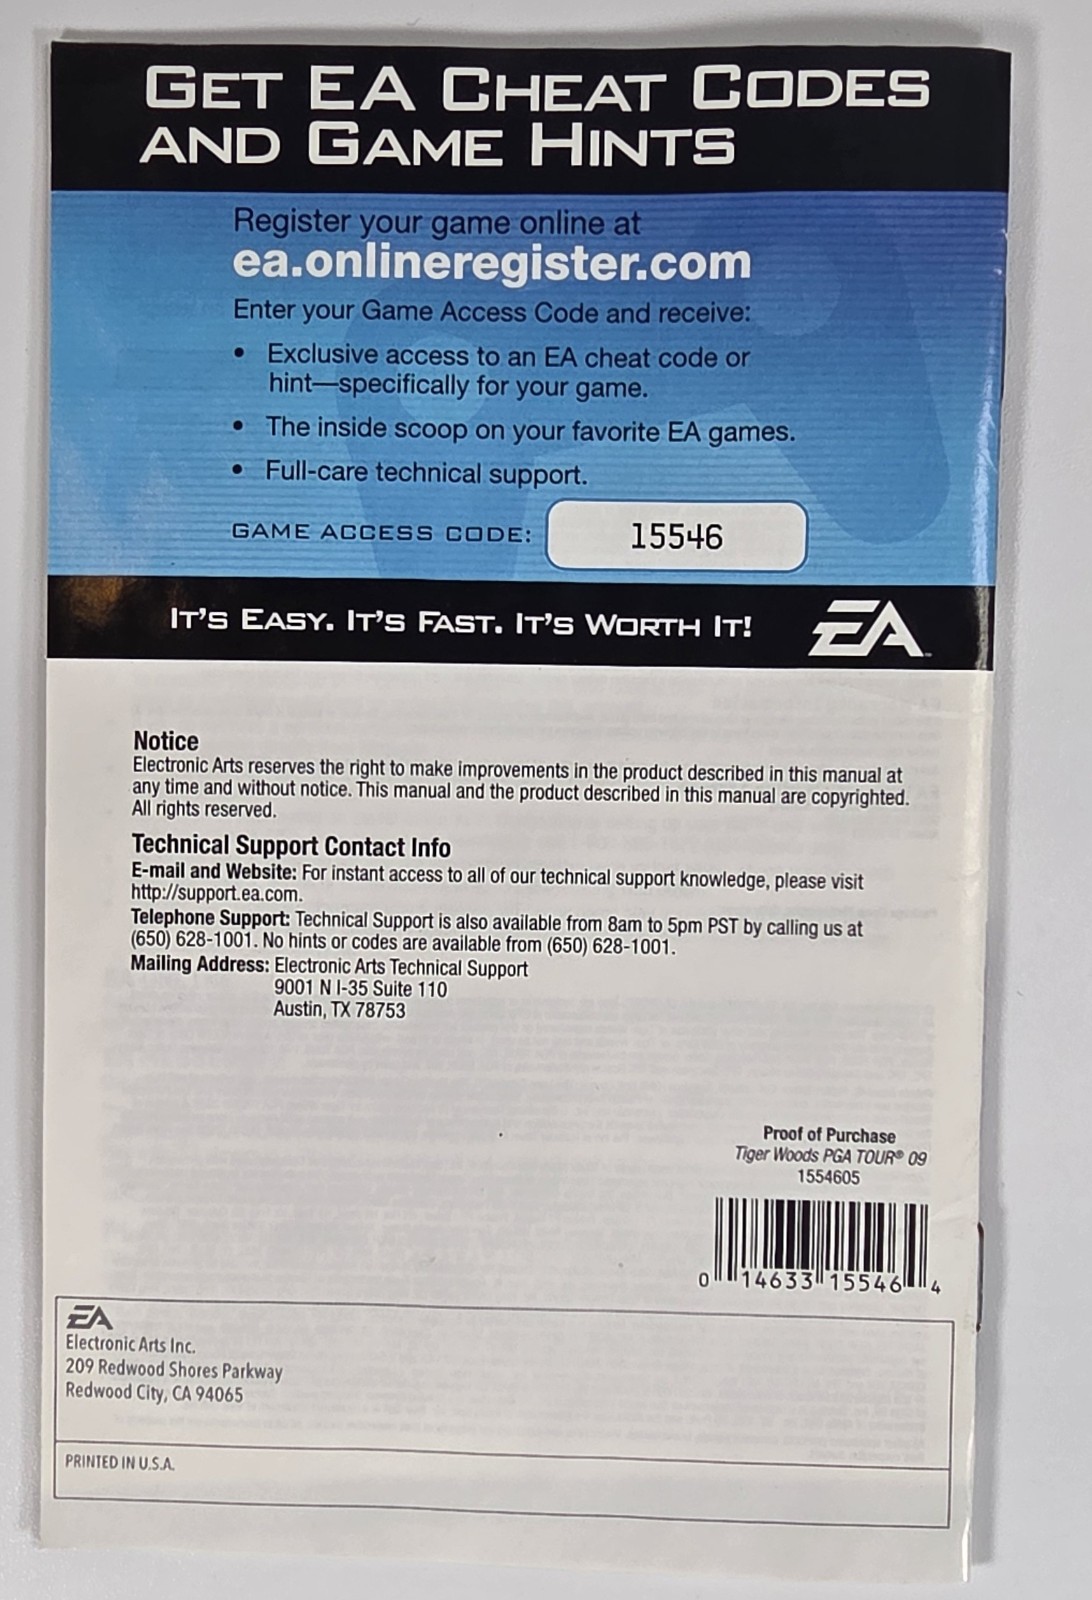 GET EA CHEAT CODES
AND GAME HINTS
Register your game online at
ea.onlineregister.com
Enter your Game Access Code and receive:
• Exclusive access to an EA cheat code or
hint—specifically for your game.
• The inside scoop on your favorite EA games.
• Full-care technical support.
GAME ACCESS CODE: 15546
IT'S EASY. IT'S FAST. IT'S WORTH IT! EA™
Notice
Electronic Arts reserves the right to make improvements in the product described in this manual at
any time and without notice. This manual and the product described in this manual are copyrighted.
All rights reserved.
Technical Support Contact Info
E-mail and Website: For instant access to all of our technical support knowledge, please visit
http://support.ea.com.
Telephone Support: Technical Support is also available from 8am to 5pm PST by calling us at
(650) 628-1001. No hints or codes are available from (650) 628-1001.
Mailing Address: Electronic Arts Technical Support
9001 N I-35 Suite 110
Austin, TX 78753
Proof of Purchase
Tiger Woods PGA TOUR® 09
1554605
0 14633 15546 4
EA
Electronic Arts Inc.
209 Redwood Shores Parkway
Redwood City, CA 94065
PRINTED IN U.S.A.